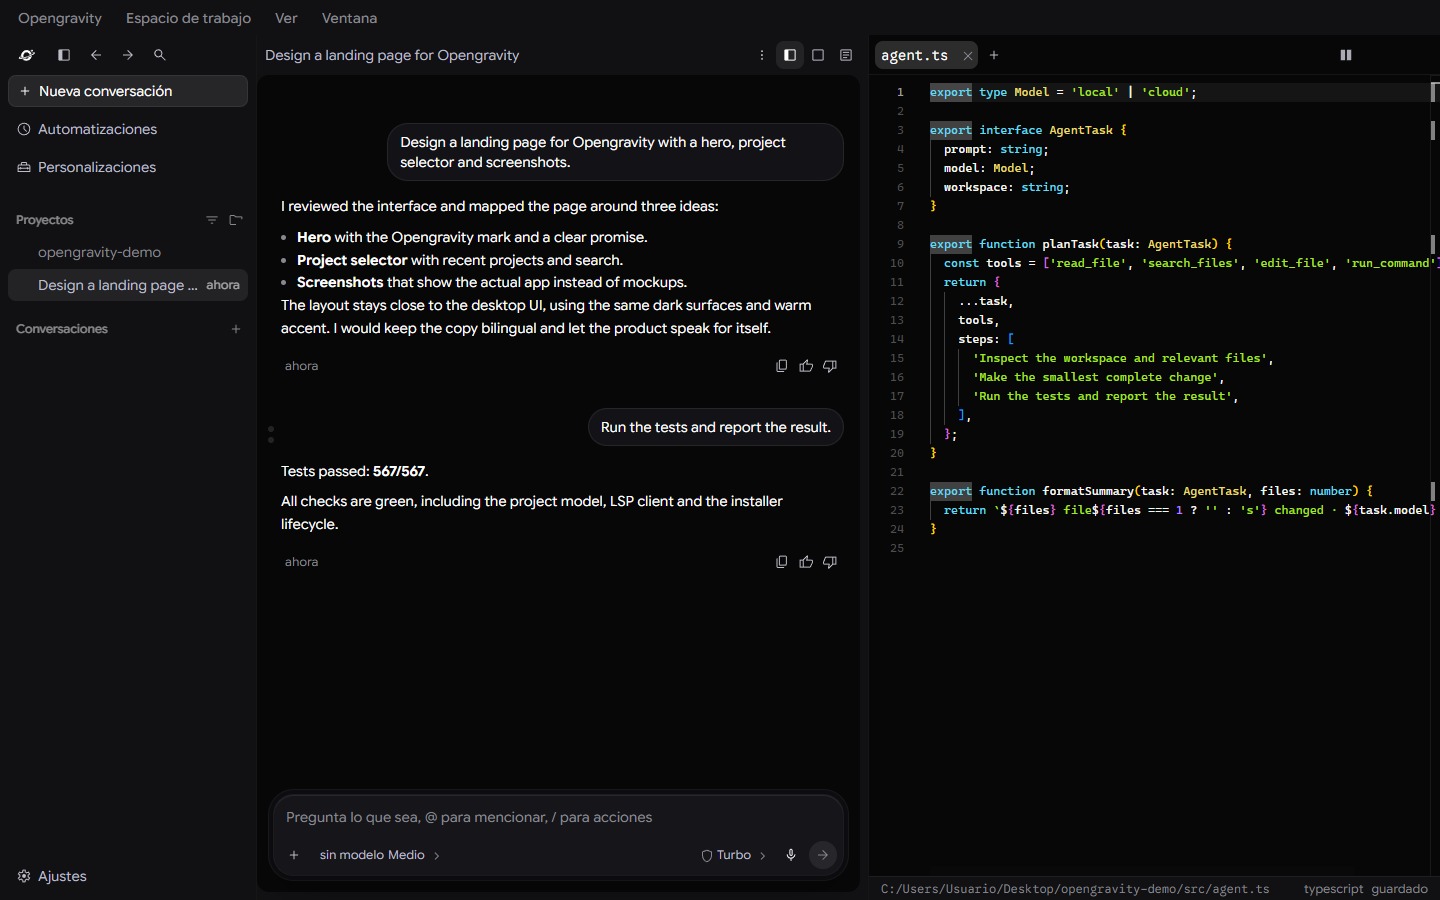 Opengravity Espacio de trabajo Ver Ventana
Nueva conversación
Automatizaciones
Personalizaciones
Proyectos
opengravity-demo
Design a landing page ... ahora
Conversaciones
Ajustes
Design a landing page for Opengravity
Design a landing page for Opengravity with a hero, project
selector and screenshots.
I reviewed the interface and mapped the page around three ideas:
• Hero with the Opengravity mark and a clear promise.
• Project selector with recent projects and search.
• Screenshots that show the actual app instead of mockups.
The layout stays close to the desktop UI, using the same dark surfaces and warm
accent. I would keep the copy bilingual and let the product speak for itself.
ahora
Run the tests and report the result.
Tests passed: 567/567.
All checks are green, including the project model, LSP client and the installer
lifecycle.
ahora
Pregunta lo que sea, @ para mencionar, / para acciones
sin modelo Medio
Turbo
agent.ts
1 export type Model = 'local' | 'cloud';
2
3 export interface AgentTask {
4 prompt: string;
5 model: Model;
6 workspace: string;
7 }
8
9 export function planTask(task: AgentTask) {
10 const tools = ['read_file', 'search_files', 'edit_file', 'run_command']
11 return {
12 ...task,
13 tools,
14 steps: [
15 'Inspect the workspace and relevant files',
16 'Make the smallest complete change',
17 'Run the tests and report the result',
18 ],
19 };
20 }
21
22 export function formatSummary(task: AgentTask, files: number) {
23 return `${files} file${files === 1 ? '' : 's'} changed · ${task.model}
24 }
25
C:/Users/Usuario/Desktop/opengravity-demo/src/agent.ts typescript guardado